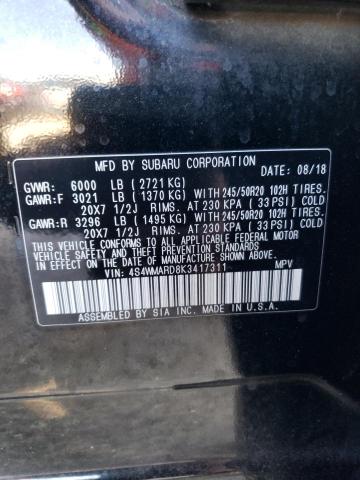 MFD BY SUBARU CORPORATION DATE: 08/18
GVWR: 6000 LB (2721 KG)
GAWR:F 3021 LB (1370 KG) WITH 245/50R20 102H TIRES.
20X7 1/2J RIMS. AT 230 KPA ( 33 PSI) COLD
GAWR:R 3296 LB (1495 KG) WITH 245/50R20 102H TIRES.
20X7 1/2J RIMS. AT 230 KPA ( 33 PSI) COLD
THIS VEHICLE CONFORMS TO ALL APPLICABLE FEDERAL MOTOR
VEHICLE SAFETY AND THEFT PREVENTION STANDARDS IN EFFECT
ON THE DATE OF MANUFACTURE SHOWN ABOVE.
VIN: 4S4WMARD8K3417311 MPV
ASSEMBLED BY SIA INC. MADE IN U.S.A.